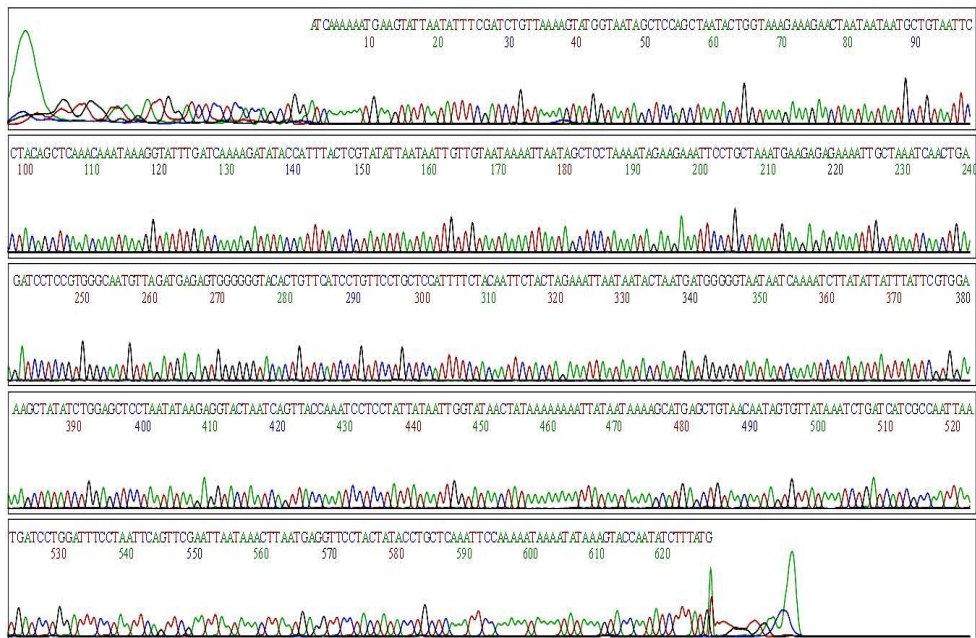 ATCAAAAAATGAAGTATTAATATTTCGATCTGTTAAAAGTATGGTAATAGCTCCAGCTAATACTGGTAAAGAAAGAACTAATAATAATGCTGTAATTC
10 20 30 40 50 60 70 80 90
CTACAGCTCAAACAAATAAAGGTATTTGATCAAAAGATATACCATTTACTCGTATATTAATAATTGTTGTAATAAAATTAATAGCTCCTAAAATAGAAGAAATTCCTGCTAAATGAAGAGAGAAAATTGCTAAATCAACTGA
100 110 120 130 140 150 160 170 180 190 200 210 220 230 240
GATCCTCCGTGGGCAATGTTAGATGAGAGTGGGGGGTACACTGTTCATCCTGTTCCTGCTCCATTTTCTACAATTCTACTAGAAATTAATAATACTAATGATGGGGGTAATAATCAAAATCTTATATTATTTATTCGTGGA
250 260 270 280 290 300 310 320 330 340 350 360 370 380
AAGCTATATCTGGAGCTCCTAATATAAGAGGTACTAATCAGTTACCAAATCCTCCTATTATAATTGGTATAACTATAAAAAAAATTATAATAAAAGCATGAGCTGTAACAATAGTGTTATAAATCTGATCATCGCCAATTAA
390 400 410 420 430 440 450 460 470 480 490 500 510 520
TGATCCTGGATTTCCTAATTCAGTTCGAATTAATAAACTTAATGAGGTTCCTACTATACCTGCTCAAATTCCAAAAATAAAATATAAAGTACCAATATCTTTATG
530 540 550 560 570 580 590 600 610 620